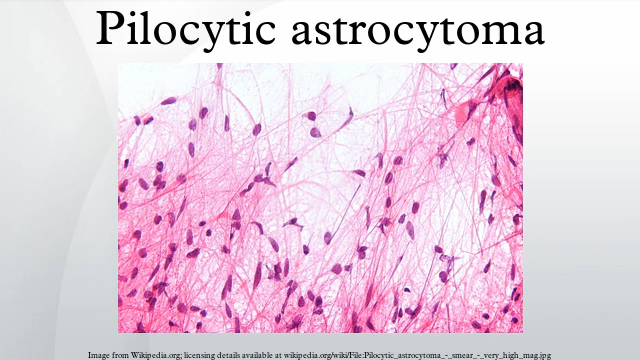 Pilocytic astrocytoma
Image from Wikipedia.org; licensing details available at wikipedia.org/wiki/File:Pilocytic_astrocytoma_-_smear_-_very_high_mag.jpg